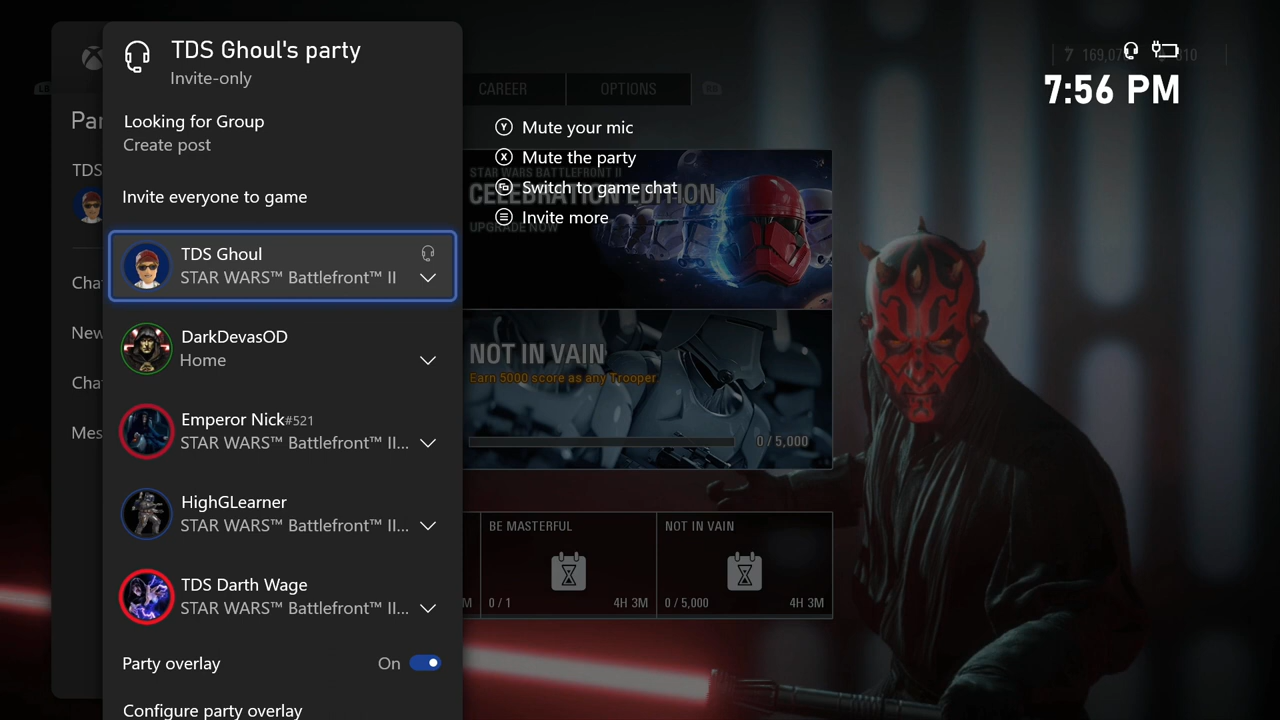 TDS Ghoul's party
Invite-only
Looking for Group
Create post
Invite everyone to game
TDS Ghoul
STAR WARS™ Battlefront™ II
DarkDevasOD
Home
Emperor Nick#521
STAR WARS™ Battlefront™ II...
HighGLearner
STAR WARS™ Battlefront™ II...
TDS Darth Wage
STAR WARS™ Battlefront™ II...
Party overlay On
Configure party overlay
Par
TDS
Cha
New
Cha
Mes
CAREER OPTIONS
Y Mute your mic
X Mute the party
Switch to game chat
Invite more
STAR WARS BATTLEFRONT II
CELEBRATION EDITION
UPGRADE NOW
NOT IN VAIN
Earn 5000 score as any Trooper
0 / 5,000
BE MASTERFUL
0 / 1 4H 3M
NOT IN VAIN
0 / 5,000 4H 3M
7:56 PM